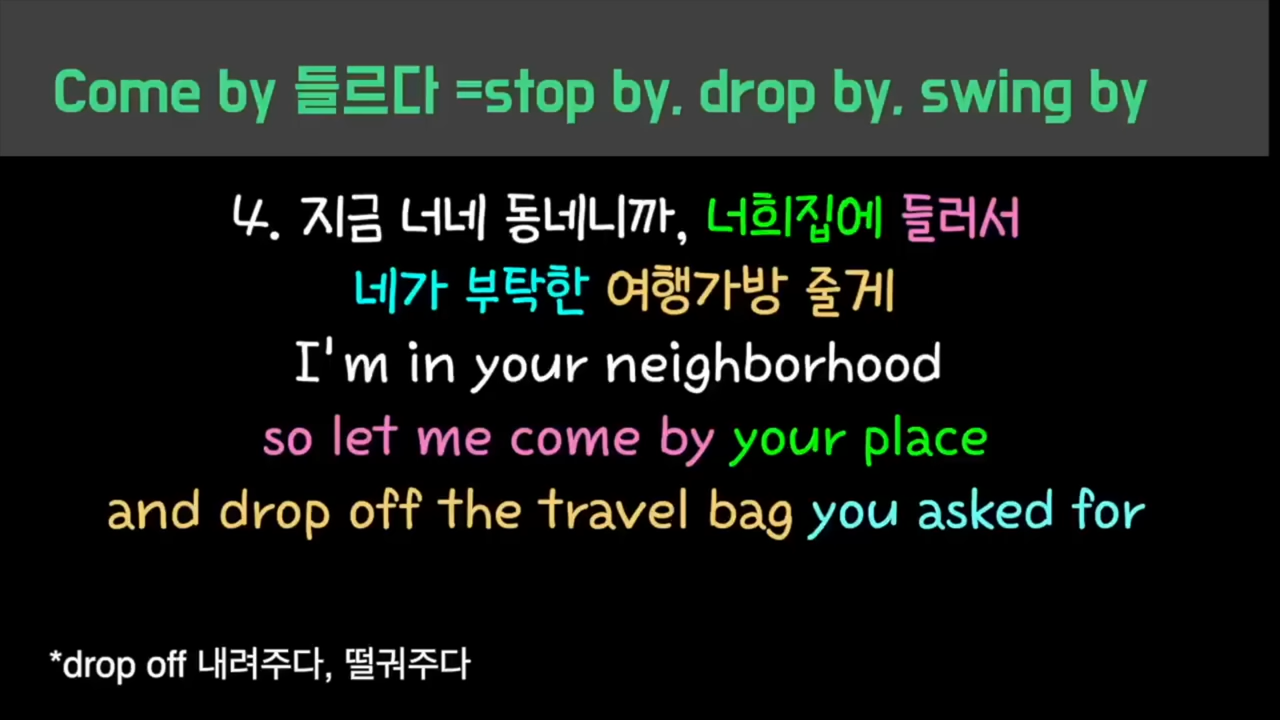 Come by 들르다 =stop by, drop by, swing by
4. 지금 너네 동네니까, 너희집에 들러서
네가 부탁한 여행가방 줄게
I'm in your neighborhood
so let me come by your place
and drop off the travel bag you asked for
*drop off 내려주다, 떨궈주다